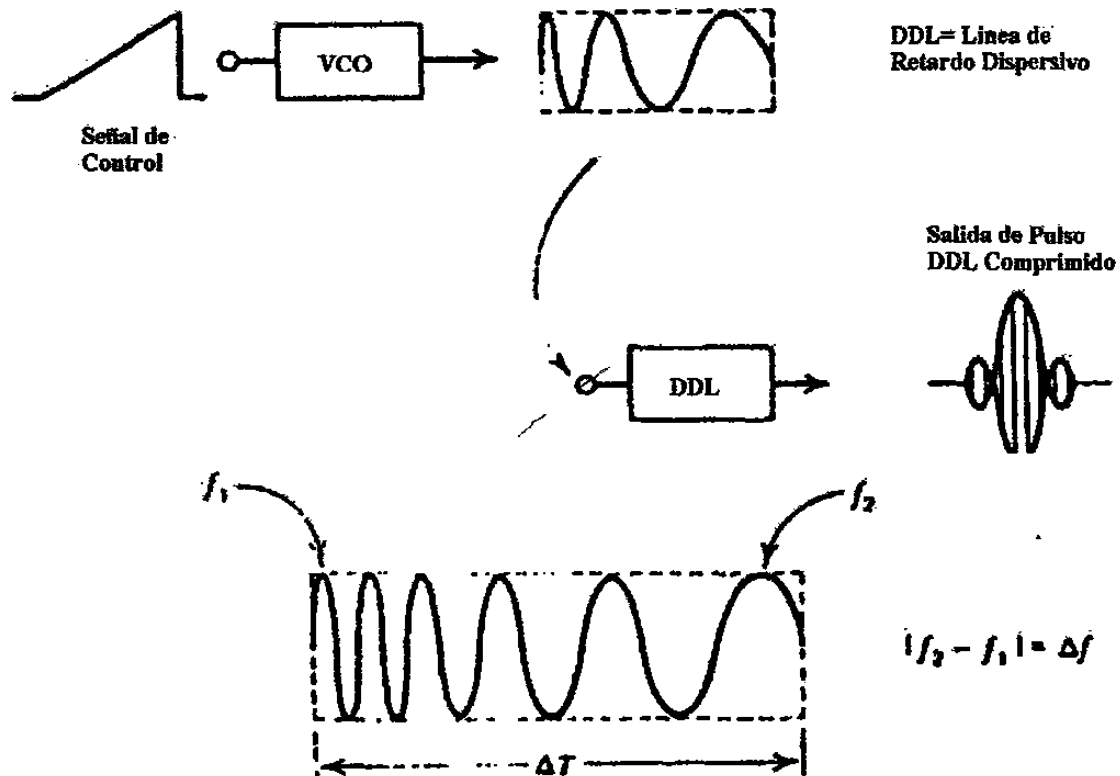 VCO
DDL= Linea de
Retardo Dispersivo
Señal de
Control
Salida de Pulso
DDL Comprimido
DDL
f₁
f₂
|f₂ - f₁| = Δf
ΔT